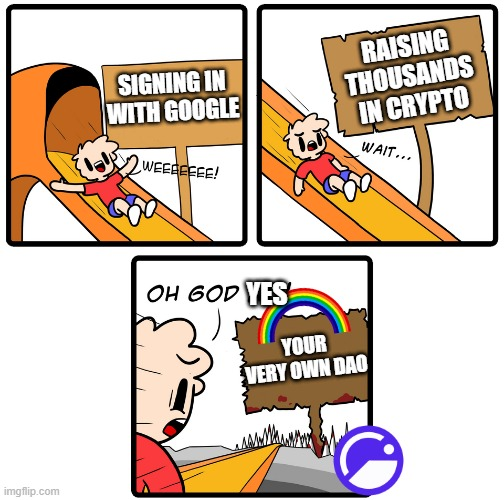 SIGNING IN
WITH GOOGLE
WEEEEEEE!
RAISING
THOUSANDS
IN CRYPTO
WAIT...
OH GOD YES
YOUR
VERY OWN DAO
imgflip.com